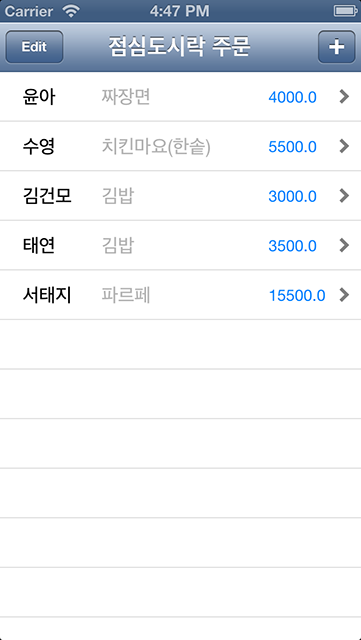 Carrier 4:47 PM
Edit 점심도시락 주문 +
윤아 짜장면 4000.0
수영 치킨마요(한솥) 5500.0
김건모 김밥 3000.0
태연 김밥 3500.0
서태지 파르페 15500.0